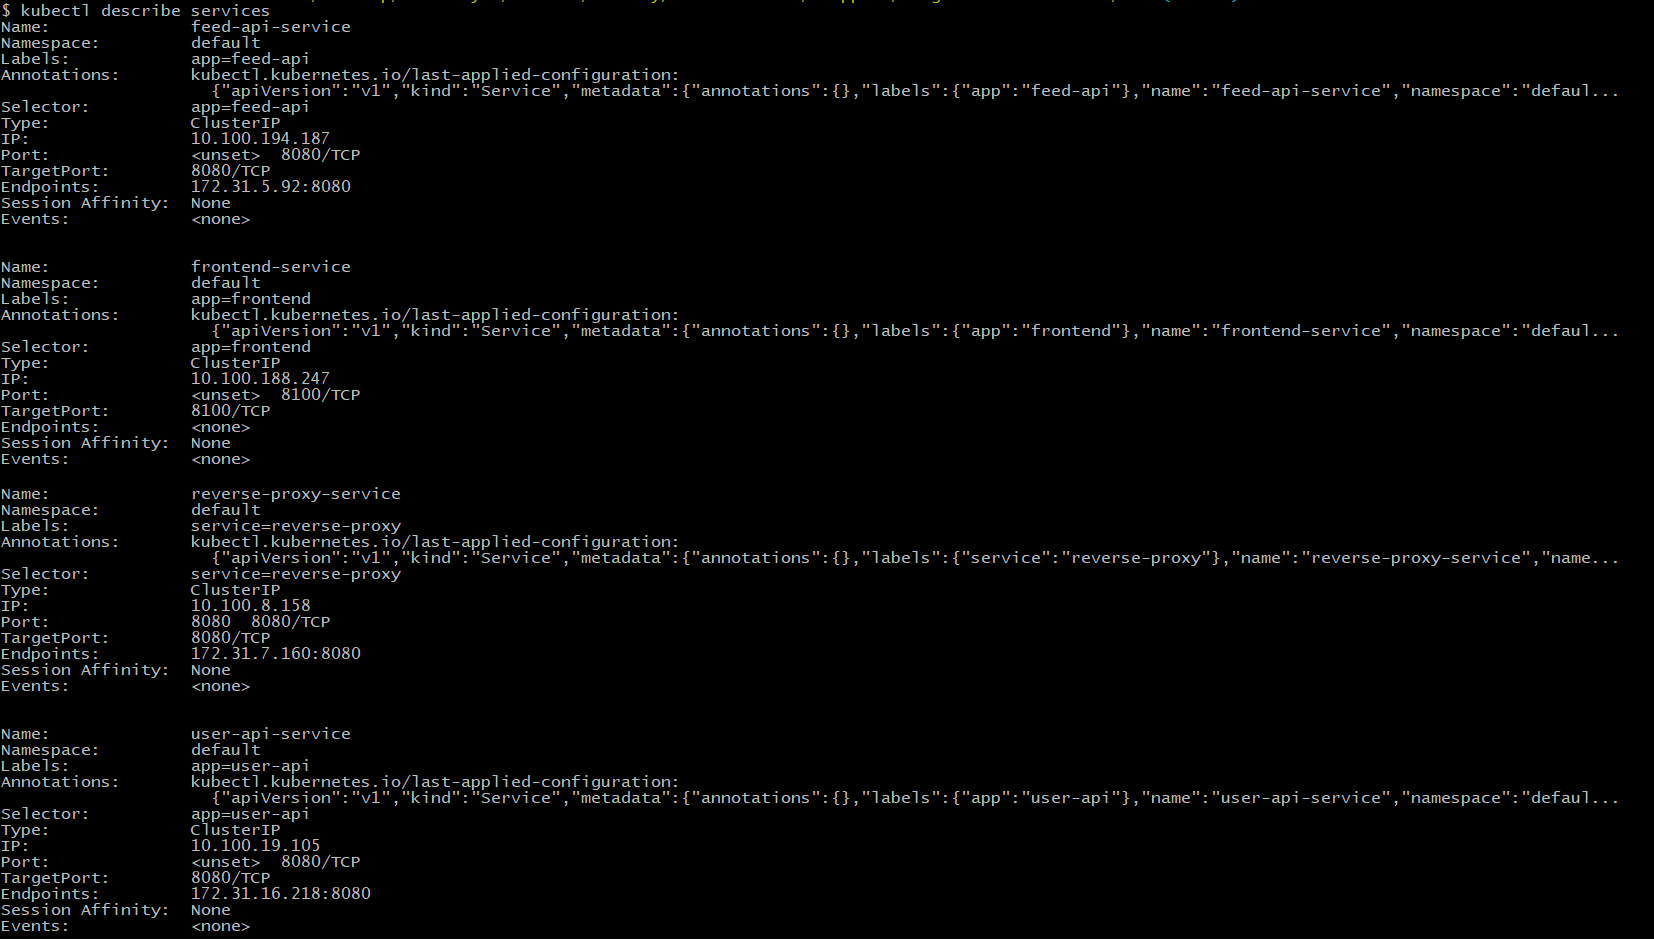 $ kubectl describe services
Name:              feed-api-service
Namespace:         default
Labels:            app=feed-api
Annotations:       kubectl.kubernetes.io/last-applied-configuration:
                     {"apiVersion":"v1","kind":"Service","metadata":{"annotations":{},"labels":{"app":"feed-api"},"name":"feed-api-service","namespace":"defaul...
Selector:          app=feed-api
Type:              ClusterIP
IP:                10.100.194.187
Port:              <unset>  8080/TCP
TargetPort:        8080/TCP
Endpoints:         172.31.5.92:8080
Session Affinity:  None
Events:            <none>
Name:              frontend-service
Namespace:         default
Labels:            app=frontend
Annotations:       kubectl.kubernetes.io/last-applied-configuration:
                     {"apiVersion":"v1","kind":"Service","metadata":{"annotations":{},"labels":{"app":"frontend"},"name":"frontend-service","namespace":"defaul...
Selector:          app=frontend
Type:              ClusterIP
IP:                10.100.188.247
Port:              <unset>  8100/TCP
TargetPort:        8100/TCP
Endpoints:         <none>
Session Affinity:  None
Events:            <none>
Name:              reverse-proxy-service
Namespace:         default
Labels:            service=reverse-proxy
Annotations:       kubectl.kubernetes.io/last-applied-configuration:
                     {"apiVersion":"v1","kind":"Service","metadata":{"annotations":{},"labels":{"service":"reverse-proxy"},"name":"reverse-proxy-service","name...
Selector:          service=reverse-proxy
Type:              ClusterIP
IP:                10.100.8.158
Port:              8080  8080/TCP
TargetPort:        8080/TCP
Endpoints:         172.31.7.160:8080
Session Affinity:  None
Events:            <none>
Name:              user-api-service
Namespace:         default
Labels:            app=user-api
Annotations:       kubectl.kubernetes.io/last-applied-configuration:
                     {"apiVersion":"v1","kind":"Service","metadata":{"annotations":{},"labels":{"app":"user-api"},"name":"user-api-service","namespace":"defaul...
Selector:          app=user-api
Type:              ClusterIP
IP:                10.100.19.105
Port:              <unset>  8080/TCP
TargetPort:        8080/TCP
Endpoints:         172.31.16.218:8080
Session Affinity:  None
Events:            <none>